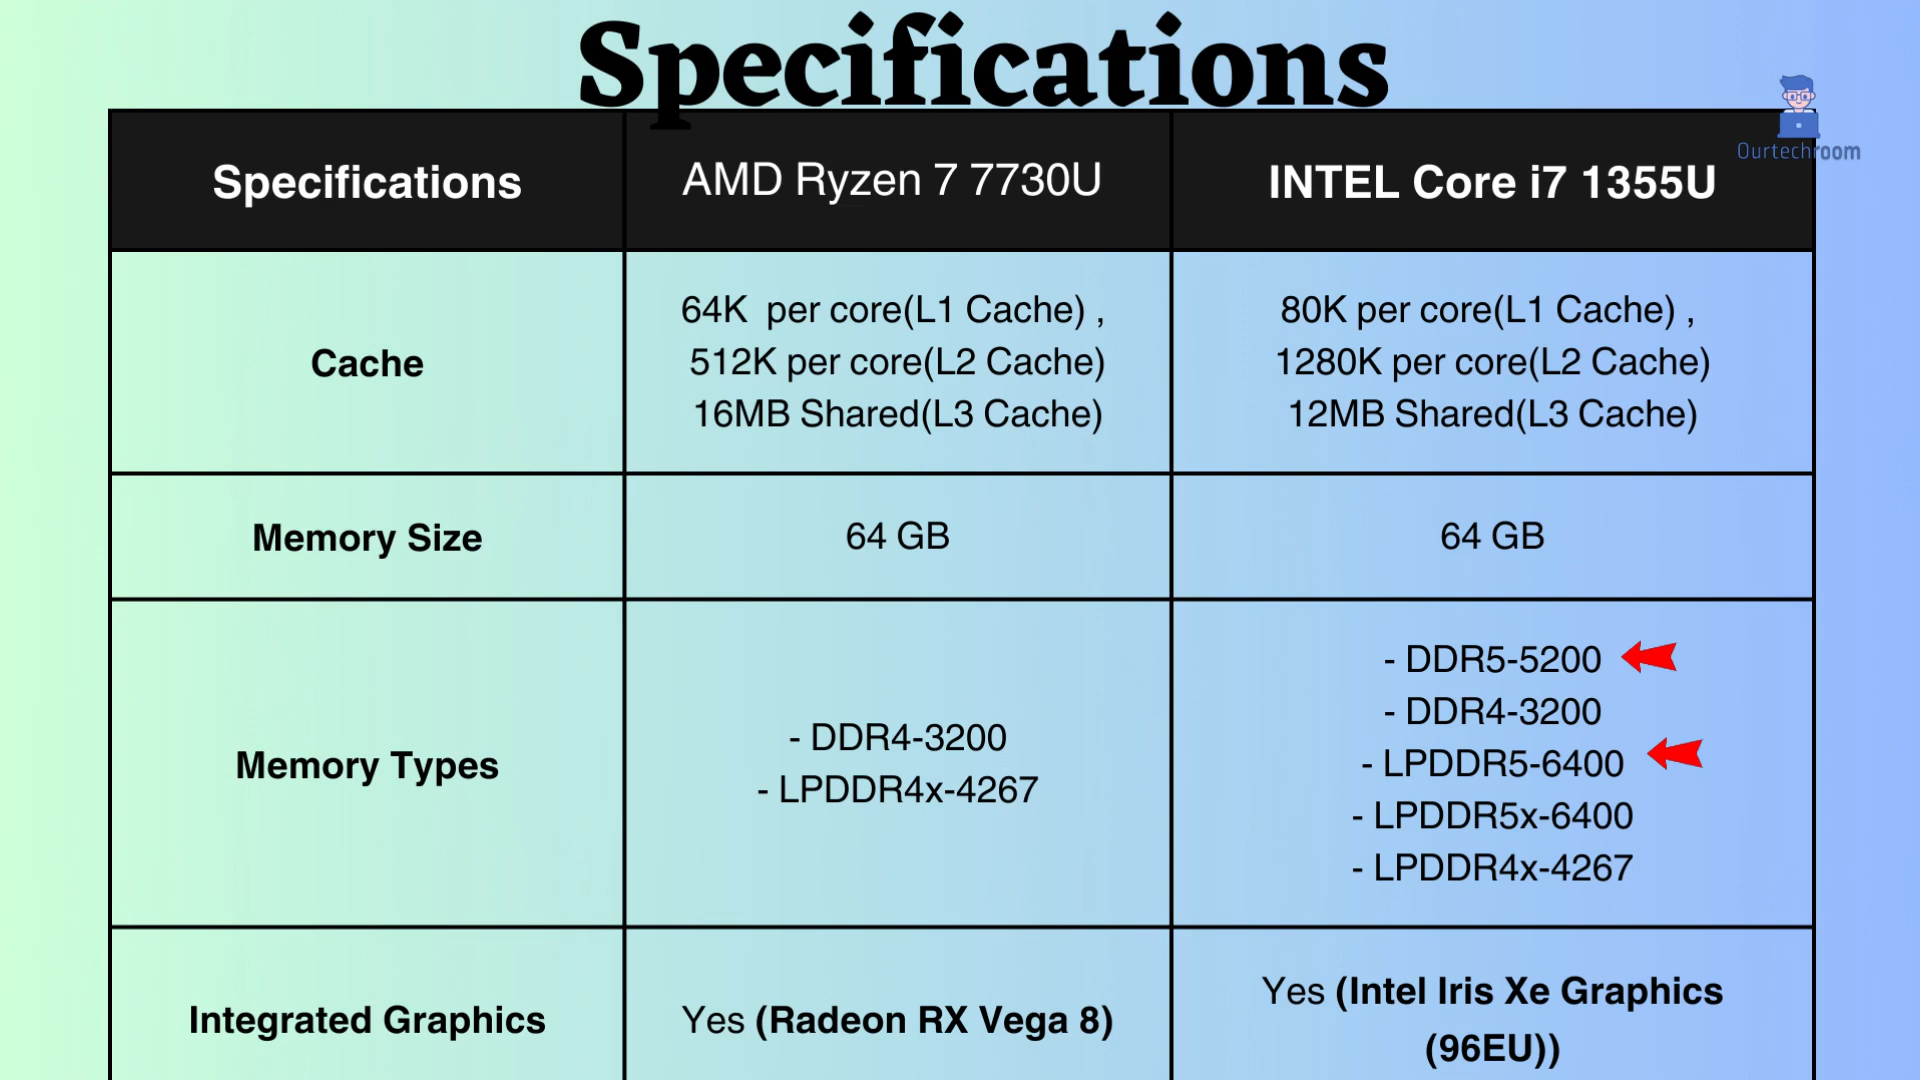 Specifications
Ourtechroom
Specifications AMD Ryzen 7 7730U INTEL Core i7 1355U
Cache
64K per core(L1 Cache) ,
512K per core(L2 Cache)
16MB Shared(L3 Cache)
80K per core(L1 Cache) ,
1280K per core(L2 Cache)
12MB Shared(L3 Cache)
Memory Size 64 GB 64 GB
Memory Types
- DDR4-3200
- LPDDR4x-4267
- DDR5-5200
- DDR4-3200
- LPDDR5-6400
- LPDDR5x-6400
- LPDDR4x-4267
Integrated Graphics
Yes (Radeon RX Vega 8)
Yes (Intel Iris Xe Graphics
(96EU))